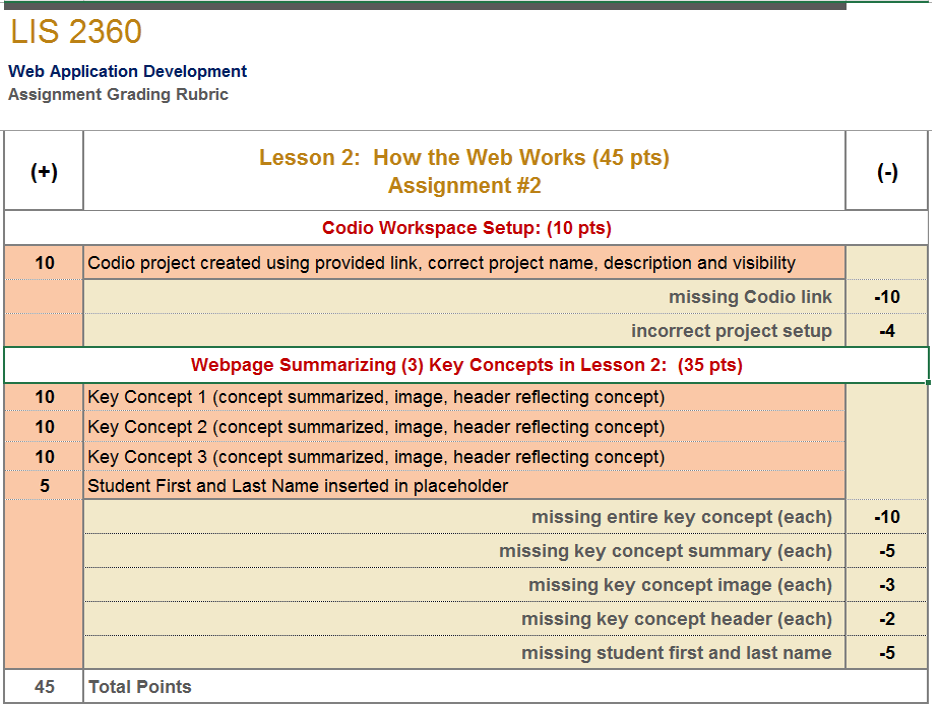 LIS 2360
Web Application Development
Assignment Grading Rubric
(+) Lesson 2: How the Web Works (45 pts) (-)
Assignment #2
Codio Workspace Setup: (10 pts)
10 Codio project created using provided link, correct project name, description and visibility
missing Codio link -10
incorrect project setup -4
Webpage Summarizing (3) Key Concepts in Lesson 2: (35 pts)
10 Key Concept 1 (concept summarized, image, header reflecting concept)
10 Key Concept 2 (concept summarized, image, header reflecting concept)
10 Key Concept 3 (concept summarized, image, header reflecting concept)
5 Student First and Last Name inserted in placeholder
missing entire key concept (each) -10
missing key concept summary (each) -5
missing key concept image (each) -3
missing key concept header (each) -2
missing student first and last name -5
45 Total Points